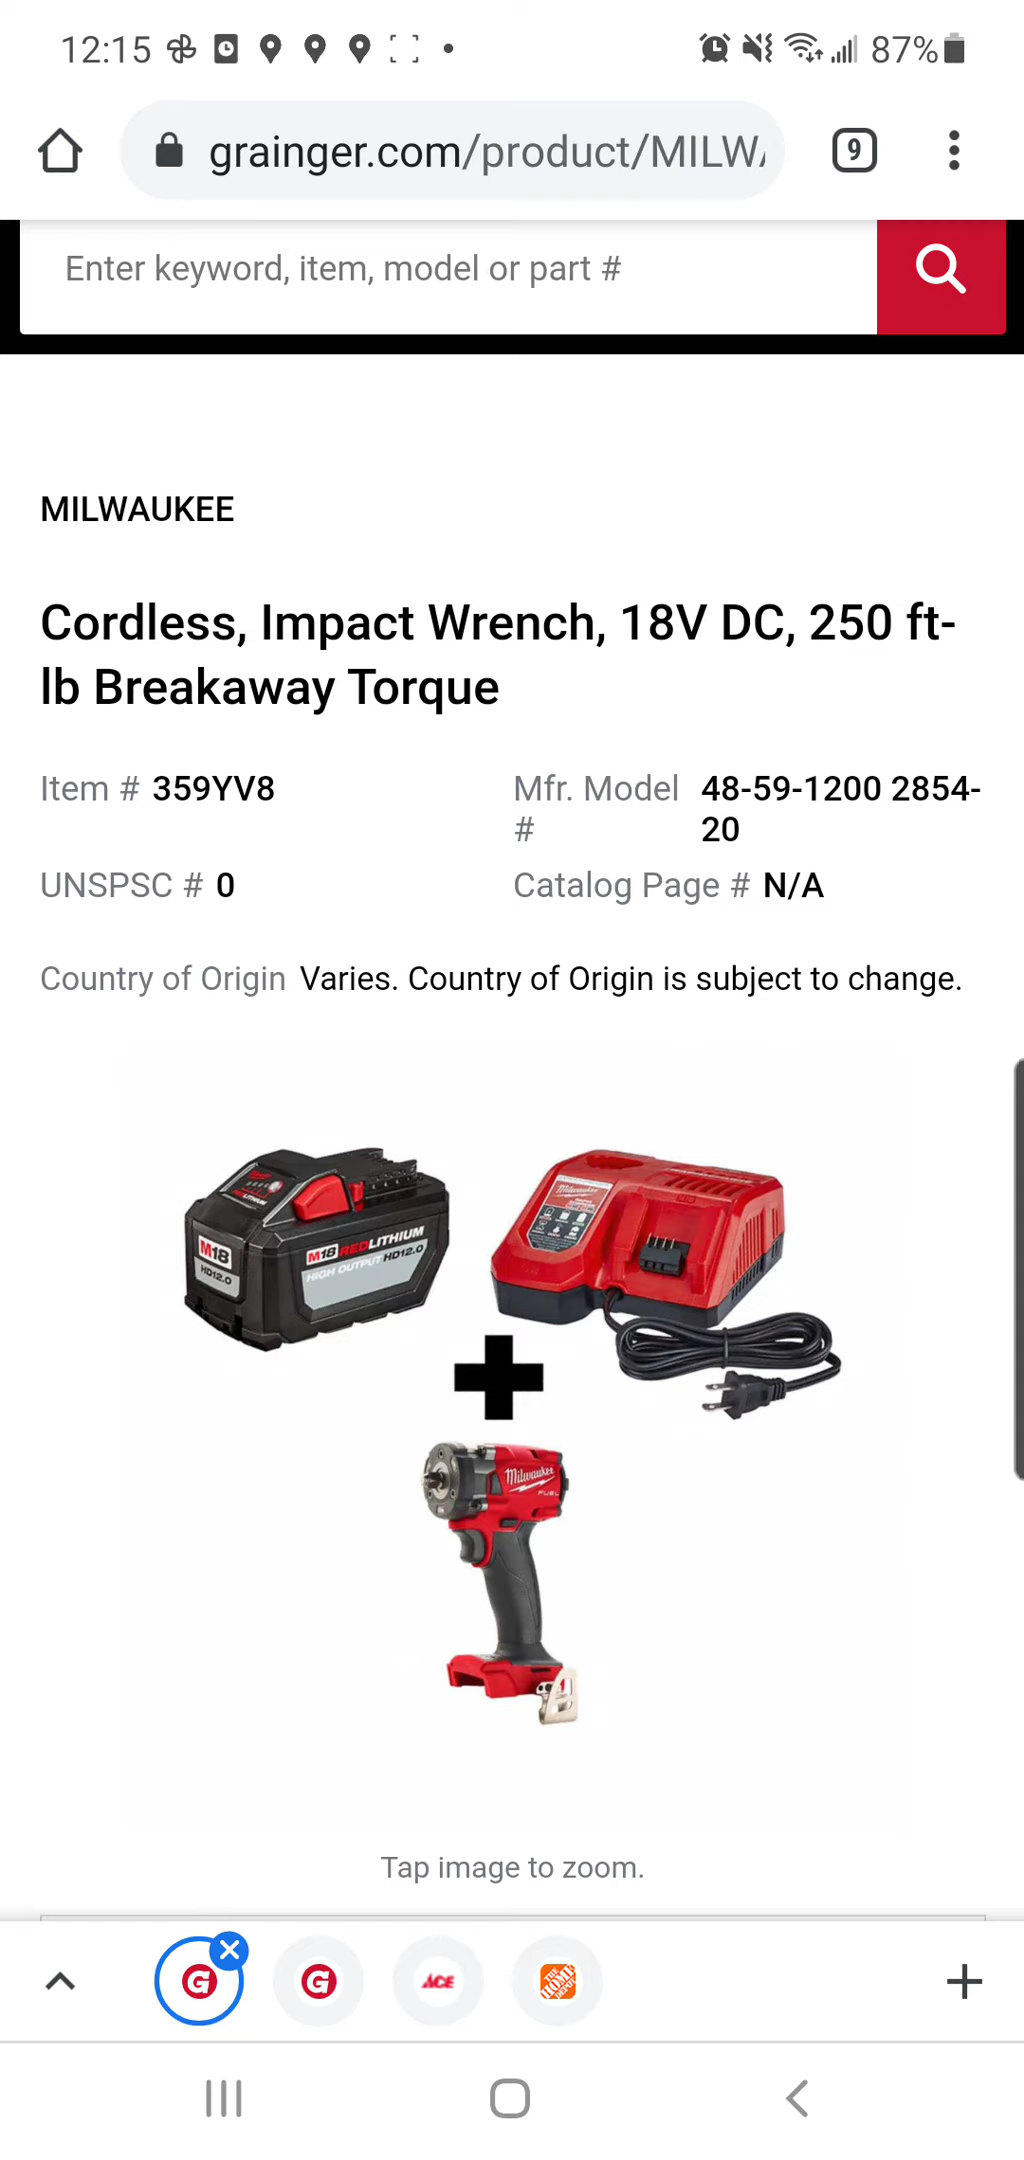 12:15
87%
grainger.com/product/MILW
9
Enter keyword, item, model or part #
MILWAUKEE
Cordless, Impact Wrench, 18V DC, 250 ft-
lb Breakaway Torque
Item # 359YV8
Mfr. Model # 48-59-1200 2854-
20
UNSPSC # 0
Catalog Page # N/A
Country of Origin Varies. Country of Origin is subject to change.
M18
HD12.0
M18 REDLITHIUM
HIGH OUTPUT HD12.0
Milwaukee
Milwaukee
FUEL
Tap image to zoom.
G
G
ACE
THE HOME DEPOT